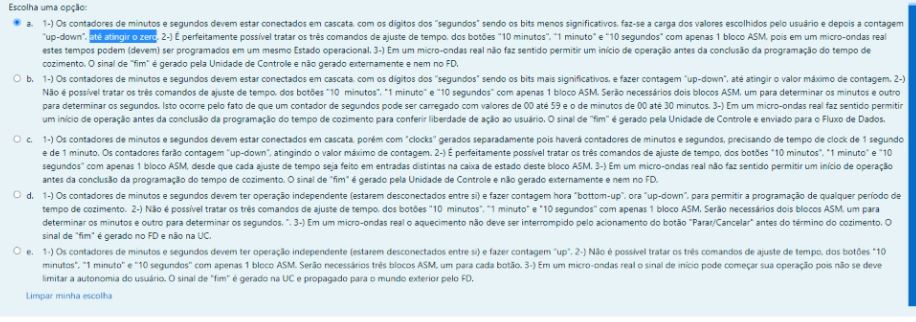 Escolha uma opção:
a. 1-) Os contadores de minutos e segundos devem estar conectados em cascata, com os dígitos dos "segundos" sendo os bits menos significativos, faz-se a carga dos valores escolhidos pelo usuário e depois a contagem
"up-down", até atingir o zero. 2-) É perfeitamente possível tratar os três comandos de ajuste de tempo, dos botões "10 minutos", "1 minuto" e "10 segundos" com apenas 1 bloco ASM, pois em um micro-ondas real
estes tempos podem (devem) ser programados em um mesmo Estado operacional. 3-) Em um micro-ondas real não faz sentido permitir um início de operação antes da conclusão da programação do tempo de
cozimento. O sinal de "fim" é gerado pela Unidade de Controle e não gerado externamente e nem no FD.
b. 1-) Os contadores de minutos e segundos devem estar conectados em cascata, com os dígitos dos "segundos" sendo os bits mais significativos, e fazer contagem "up-down", até atingir o valor máximo de contagem. 2-)
Não é possível tratar os três comandos de ajuste de tempo, dos botões "10 minutos", "1 minuto" e "10 segundos" com apenas 1 bloco ASM. Serão necessários dois blocos ASM, um para determinar os minutos e outro
para determinar os segundos. Isto ocorre pelo fato de que um contador de segundos pode ser carregado com valores de 00 até 59 e o de minutos de 00 até 30 minutos. 3-) Em um micro-ondas real faz sentido permitir
um início de operação antes da conclusão da programação do tempo de cozimento para conferir liberdade de ação ao usuário. O sinal de "fim" é gerado pela Unidade de Controle e enviado para o Fluxo de Dados.
c. 1-) Os contadores de minutos e segundos devem estar conectados em cascata, porém com "clocks" gerados separadamente pois haverá contadores de minutos e segundos, precisando de tempo de clock de 1 segundo
e de 1 minuto. Os contadores farão contagem "up-down", atingindo o valor máximo de contagem. 2-) É perfeitamente possível tratar os três comandos de ajuste de tempo, dos botões "10 minutos", "1 minuto" e "10
segundos" com apenas 1 bloco ASM, desde que cada ajuste de tempo seja feito em entradas distintas na caixa de estado deste bloco ASM. 3-) Em um micro-ondas real não faz sentido permitir um início de operação
antes da conclusão da programação do tempo de cozimento. O sinal de "fim" é gerado pela Unidade de Controle e não gerado externamente e nem no FD.
d. 1-) Os contadores de minutos e segundos devem ter operação independente (estarem desconectados entre si) e fazer contagem hora "bottom-up", ora "up-down", para permitir a programação de qualquer período de
tempo de cozimento. 2-) Não é possível tratar os três comandos de ajuste de tempo, dos botões "10 minutos", "1 minuto" e "10 segundos" com apenas 1 bloco ASM. Serão necessários dois blocos ASM, um para
determinar os minutos e outro para determinar os segundos. ". 3-) Em um micro-ondas real o aquecimento não deve ser interrompido pelo acionamento do botão "Parar/Cancelar" antes do término do cozimento. O
sinal de "fim" é gerado no FD e não na UC.
e. 1-) Os contadores de minutos e segundos devem ter operação independente (estarem desconectados entre si) e fazer contagem "up". 2-) Não é possível tratar os três comandos de ajuste de tempo, dos botões "10
minutos", "1 minuto" e "10 segundos" com apenas 1 bloco ASM. Serão necessários três blocos ASM, um para cada botão. 3-) Em um micro-ondas real o sinal de início pode começar sua operação pois não se deve
limitar a autonomia do usuário. O sinal de "fim" é gerado na UC e propagado para o mundo exterior pelo FD.
Limpar minha escolha